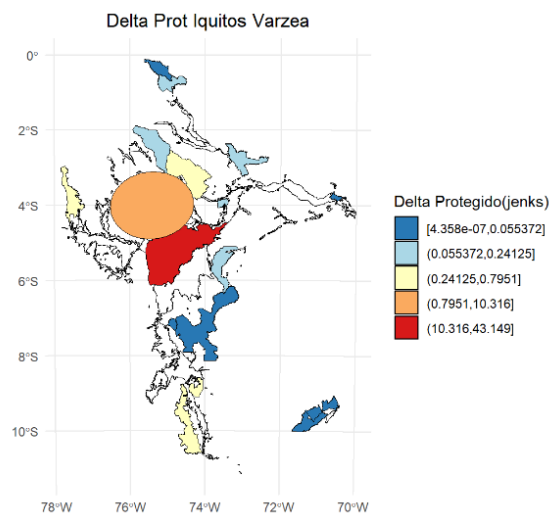 Delta Prot Iquitos Varzea
0°
2°S
4°S
6°S
8°S
10°S
78°W 76°W 74°W 72°W 70°W
Delta Protegido(jenks)
[4.358e-07,0.055372]
(0.055372,0.24125]
(0.24125,0.7951]
(0.7951,10.316]
(10.316,43.149]